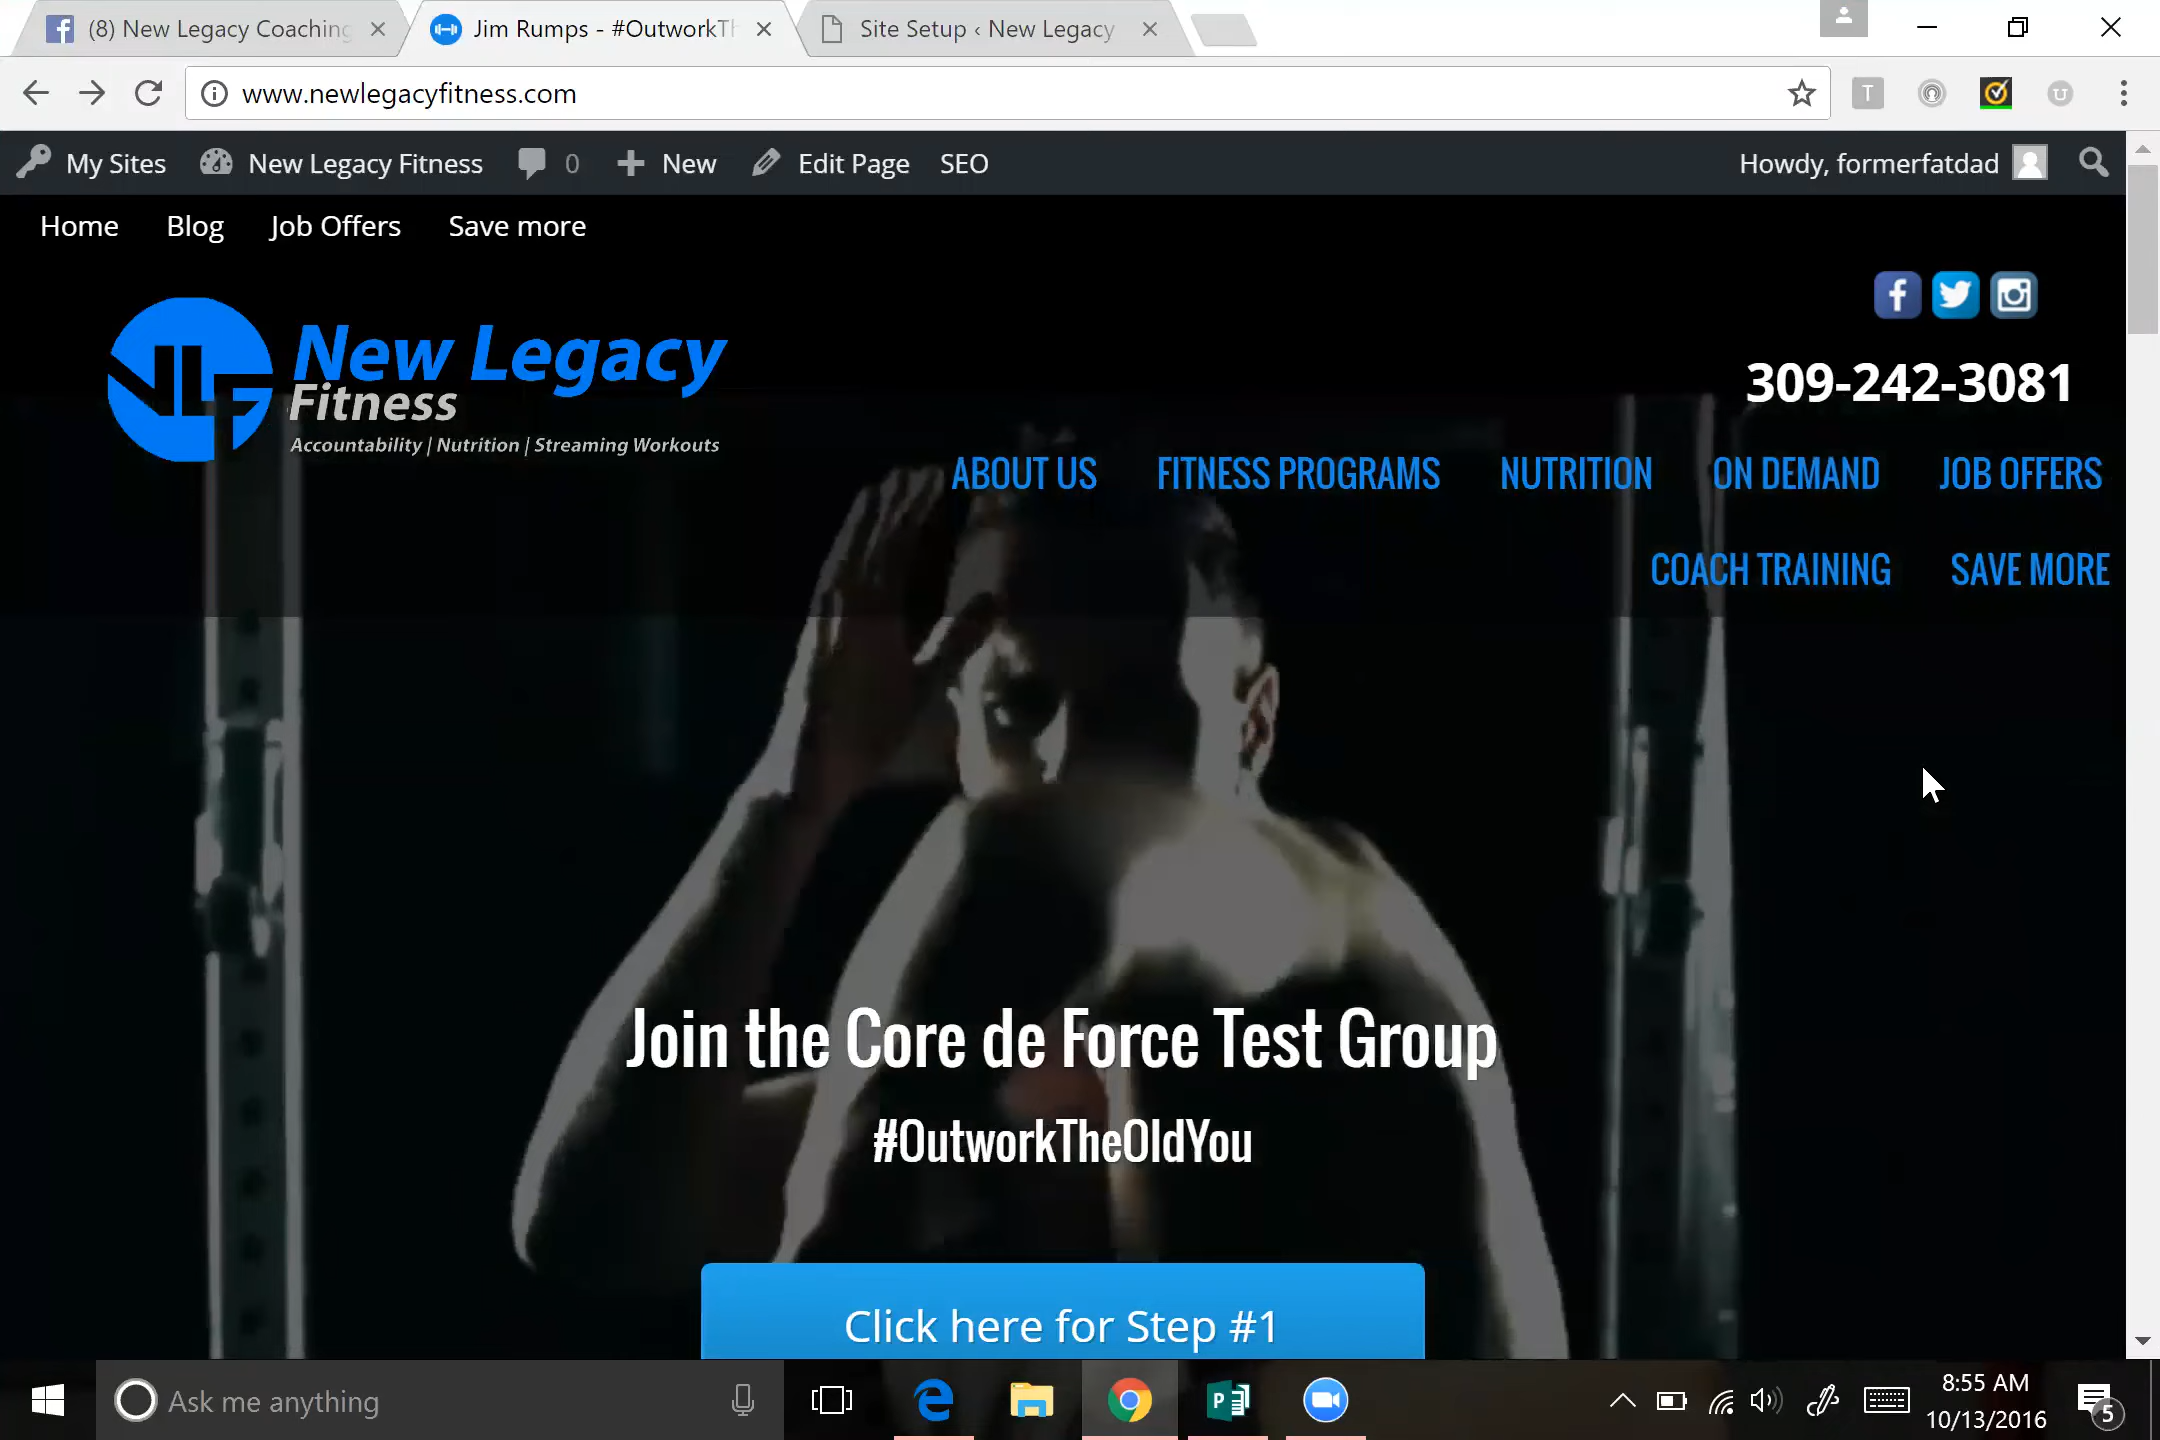 (8) New Legacy Coaching
Jim Rumps - #OutworkTh
Site Setup ‹ New Legacy
www.newlegacyfitness.com
T
U
My Sites New Legacy Fitness 0 New Edit Page SEO Howdy, formerfatdad
Home Blog Job Offers Save more
NLF
New Legacy
Fitness
Accountability | Nutrition | Streaming Workouts
309-242-3081
ABOUT US FITNESS PROGRAMS NUTRITION ON DEMAND JOB OFFERS
COACH TRAINING SAVE MORE
Join the Core de Force Test Group
#OutworkTheOldYou
Click here for Step #1
Ask me anything
8:55 AM
10/13/2016
5